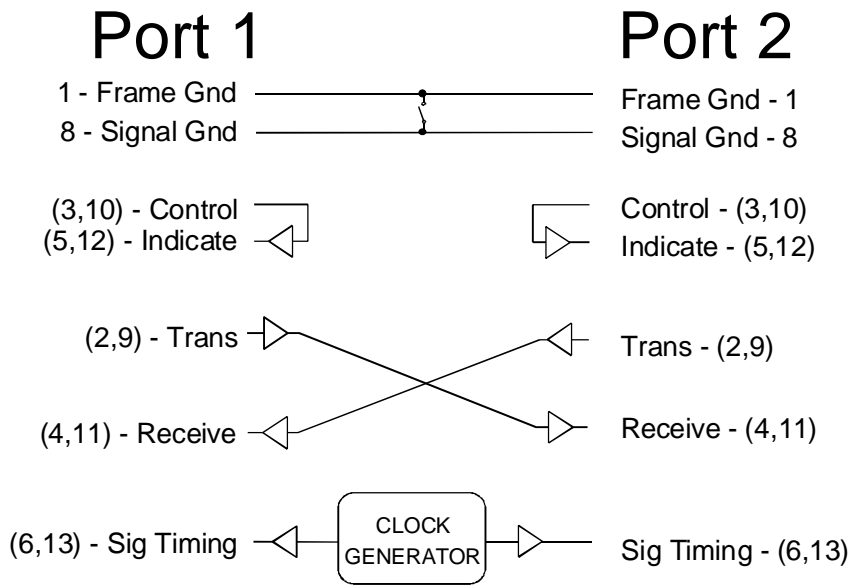 Port 1
Port 2
1 - Frame Gnd
Frame Gnd - 1
8 - Signal Gnd
Signal Gnd - 8
(3,10) - Control
Control - (3,10)
(5,12) - Indicate
Indicate - (5,12)
(2,9) - Trans
Trans - (2,9)
(4,11) - Receive
Receive - (4,11)
(6,13) - Sig Timing
CLOCK
GENERATOR
Sig Timing - (6,13)